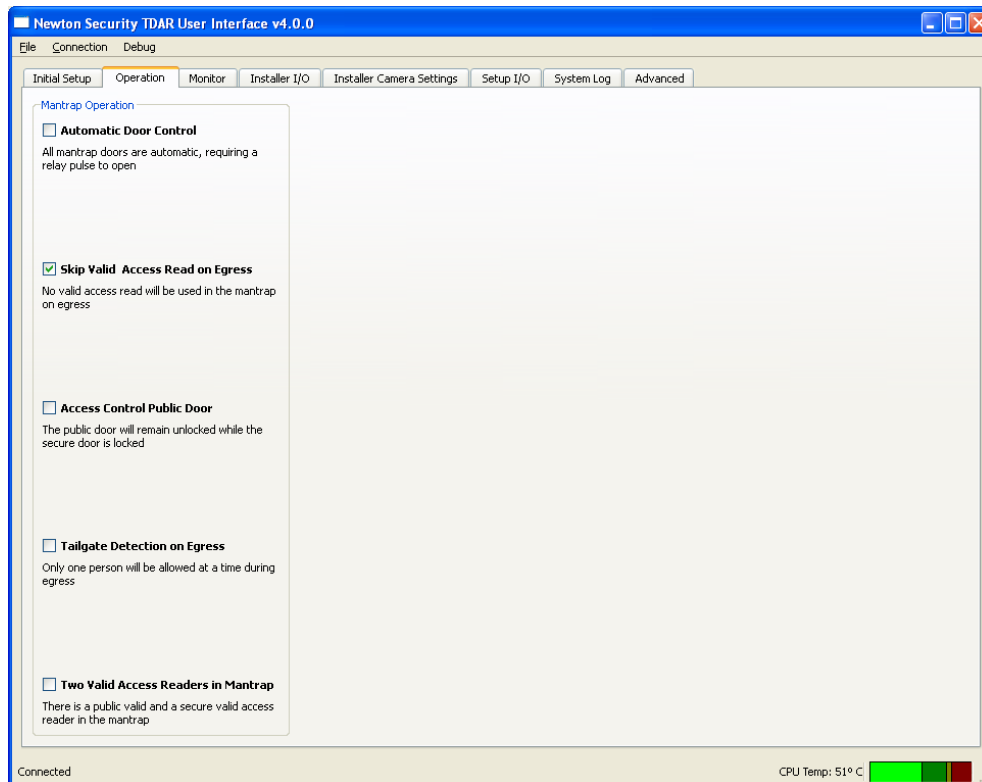 Newton Security TDAR User Interface v4.0.0
File Connection Debug
Initial Setup Operation Monitor Installer I/O Installer Camera Settings Setup I/O System Log Advanced
Mantrap Operation
Automatic Door Control
All mantrap doors are automatic, requiring a
relay pulse to open
Skip Valid Access Read on Egress
No valid access read will be used in the mantrap
on egress
Access Control Public Door
The public door will remain unlocked while the
secure door is locked
Tailgate Detection on Egress
Only one person will be allowed at a time during
egress
Two Valid Access Readers in Mantrap
There is a public valid and a secure valid access
reader in the mantrap
Connected CPU Temp: 51º C